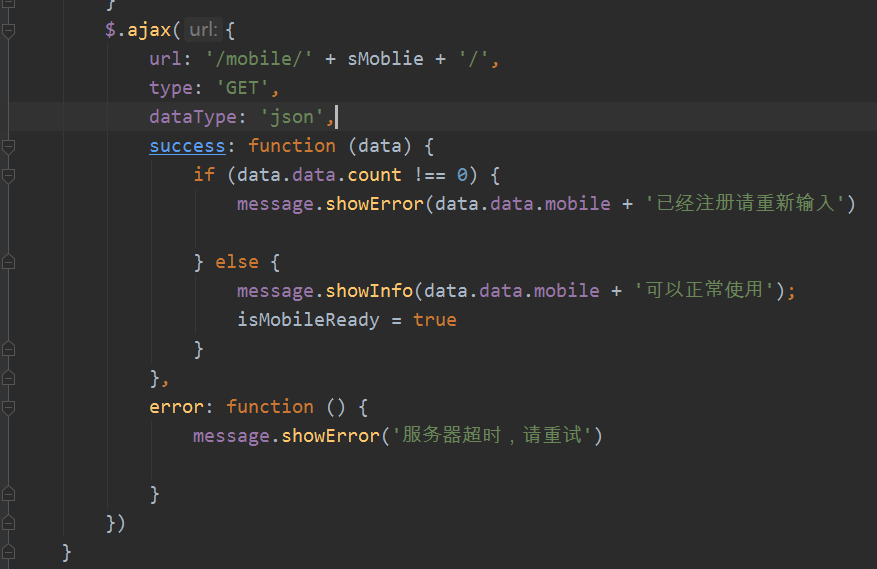 }
$.ajax( url: {
url: '/mobile/' + sMoblie + '/',
type: 'GET',
dataType: 'json',
success: function (data) {
if (data.data.count !== 0) {
message.showError(data.data.mobile + '已经注册请重新输入')
} else {
message.showInfo(data.data.mobile + '可以正常使用');
isMobileReady = true
}
},
error: function () {
message.showError('服务器超时，请重试')
}
})
}